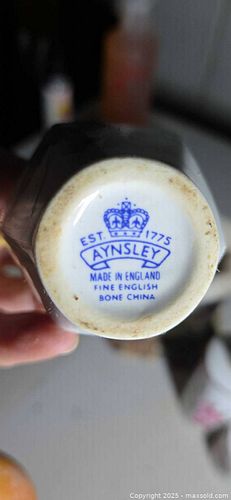 EST. 1775
AYNSLEY
MADE IN ENGLAND
FINE ENGLISH
BONE CHINA
Copyright © 2025 - maxsold.com